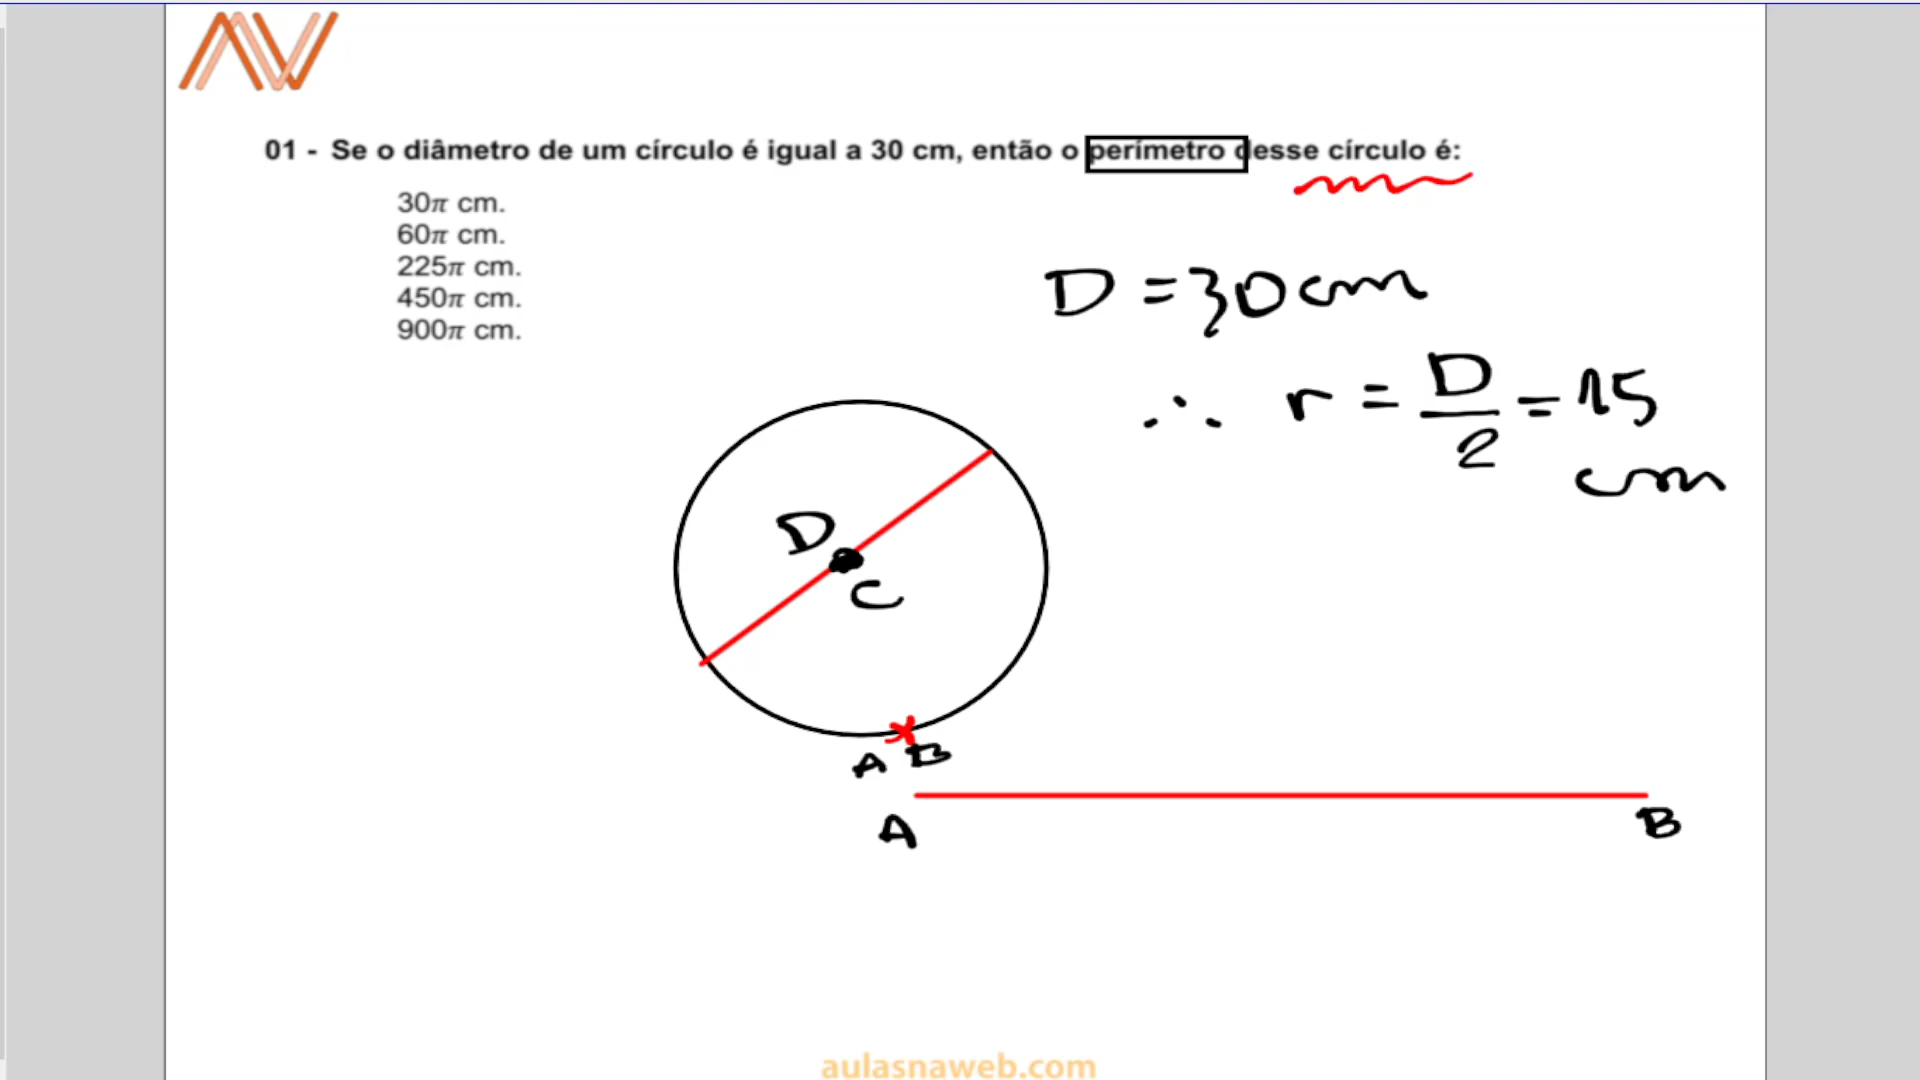 01 - Se o diâmetro de um círculo é igual a 30 cm, então o perímetro desse círculo é:
30π cm.
60π cm.
225π cm.
450π cm.
900π cm.
D = 30 cm
∴ r = D/2 = 15
cm
D
C
A B
A B
aulasnaweb.com